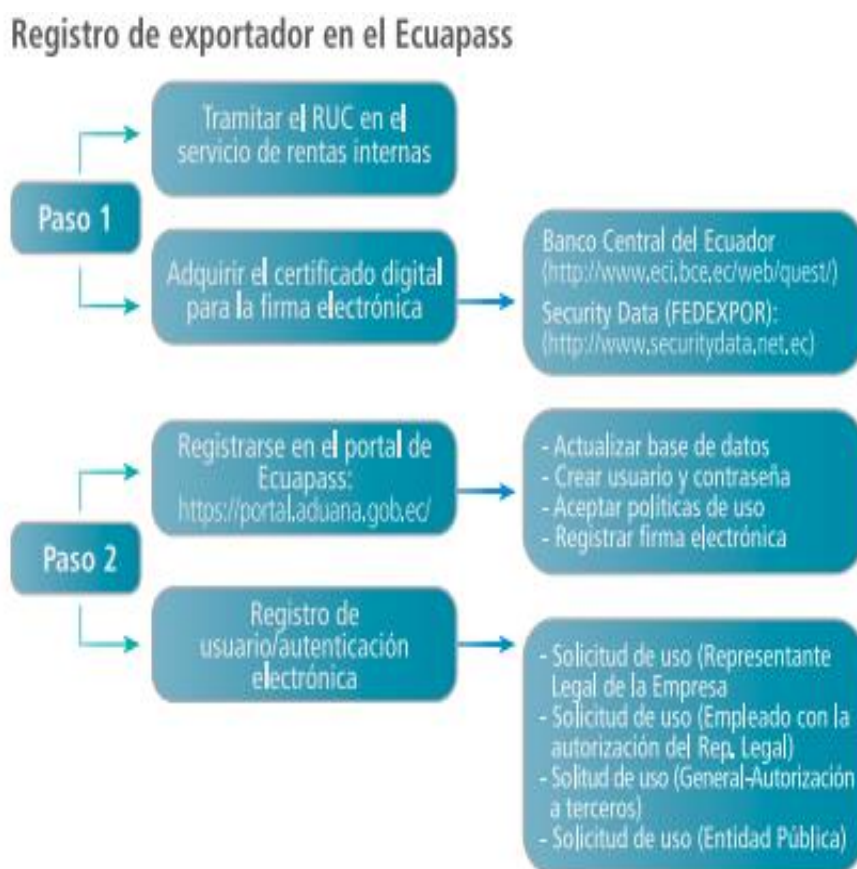 Registro de exportador en el Ecuapass
Paso 1
Tramitar el RUC en el
servicio de rentas internas
Adquirir el certificado digital
para la firma electrónica
Banco Central del Ecuador
(http://www.eci.bce.ec/web/quest/)
Security Data (FEDEXPOR):
(http://www.securitydata.net.ec)
Paso 2
Registrarse en el portal de
Ecuapass:
https://portal.aduana.gob.ec/
- Actualizar base de datos
- Crear usuario y contraseña
- Aceptar políticas de uso
- Registrar firma electrónica
Registro de
usuario/autenticación
electrónica
- Solicitud de uso (Representante
Legal de la Empresa
- Solicitud de uso (Empleado con la
autorización del Rep. Legal)
- Solitud de uso (General-Autorización
a terceros)
- Solicitud de uso (Entidad Pública)